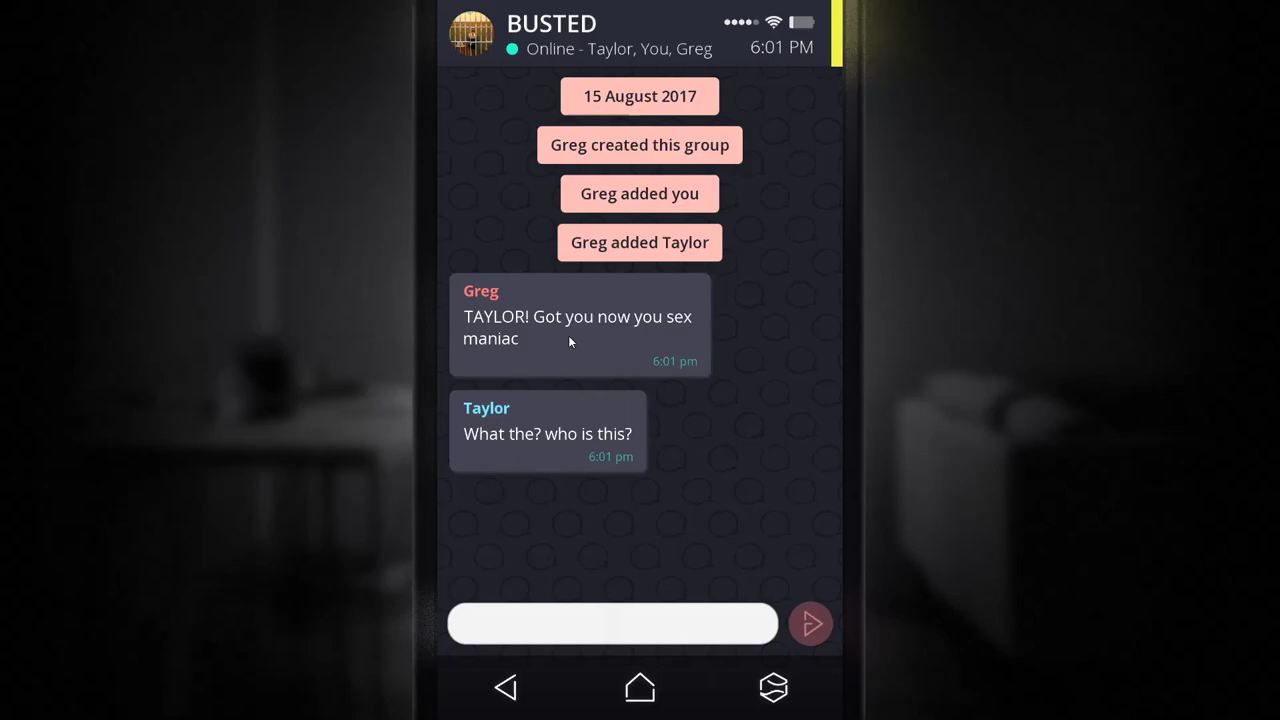 BUSTED
Online - Taylor, You, Greg
6:01 PM
15 August 2017
Greg created this group
Greg added you
Greg added Taylor
Greg
TAYLOR! Got you now you sex
maniac
6:01 pm
Taylor
What the? who is this?
6:01 pm